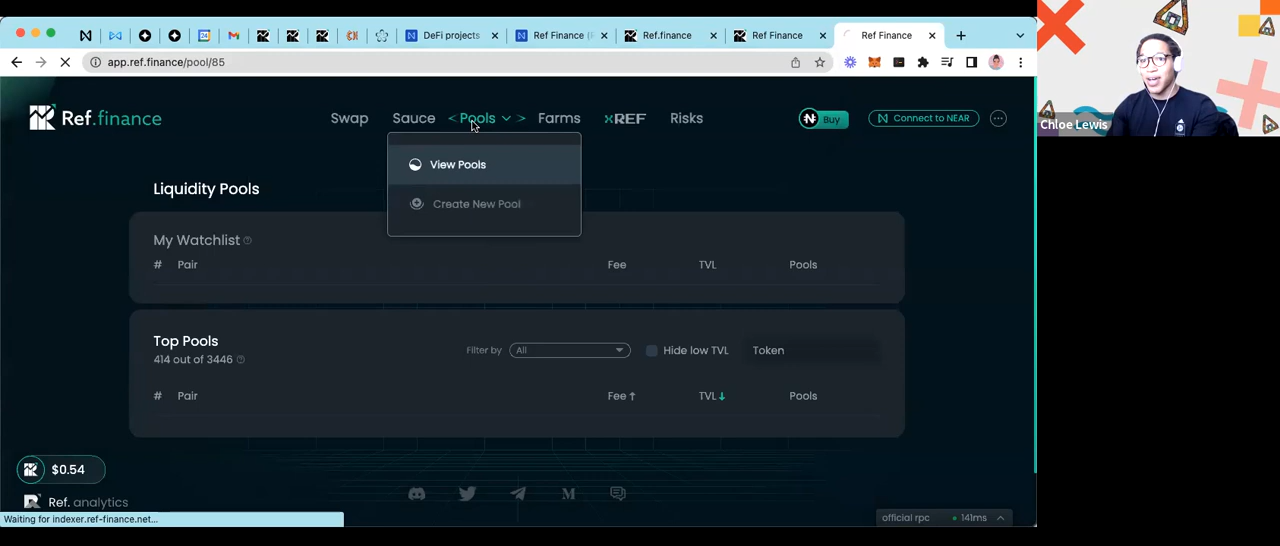 DeFi projects
Ref Finance (R
Ref.finance
Ref Finance
Ref Finance
app.ref.finance/pool/85
Chloe Lewis
Ref.finance
Swap
Sauce
< Pools >
Farms
xREF
Risks
Buy
Connect to NEAR
View Pools
Create New Pool
Liquidity Pools
My Watchlist
# Pair Fee TVL Pools
Top Pools
414 out of 3446
Filter by
All
Hide low TVL
Token
# Pair Fee ↑ TVL ↓ Pools
$0.54
Ref. analytics
Waiting for indexer.ref-finance.net...
official rpc
141ms